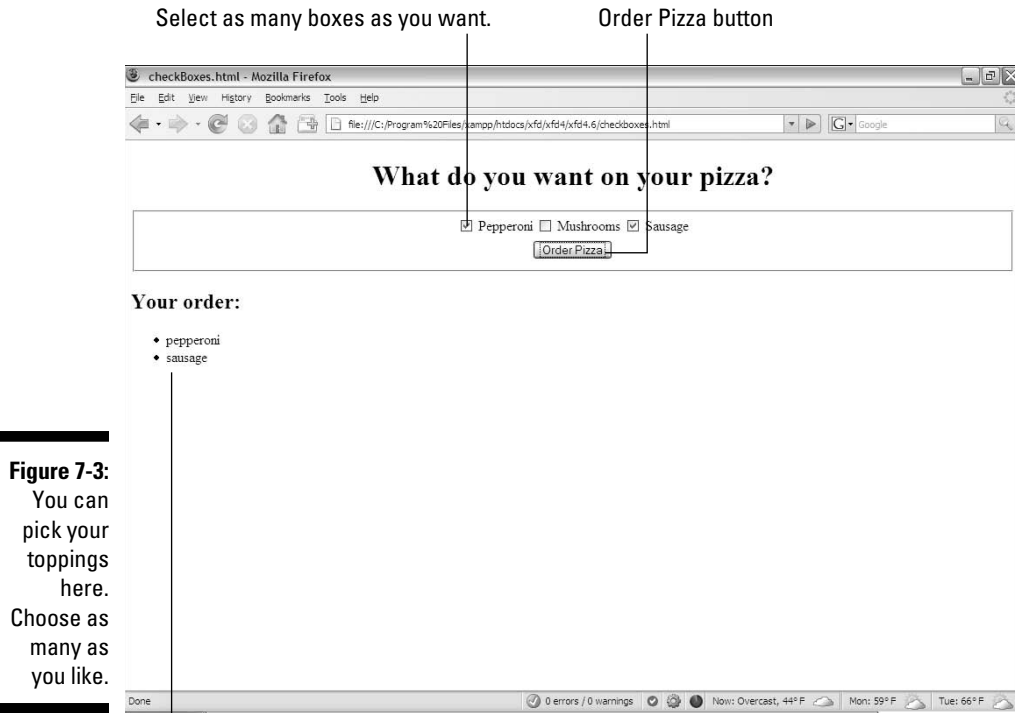 Select as many boxes as you want.
Order Pizza button
checkBoxes.html - Mozilla Firefox
File Edit View History Bookmarks Tools Help
file:///C:/Program%20Files/xampp/htdocs/xfd/xfd4/xfd4.6/checkboxes.html
G Google
What do you want on your pizza?
Pepperoni Mushrooms Sausage
Order Pizza
Your order:
• pepperoni
• sausage
Figure 7-3:
You can
pick your
toppings
here.
Choose as
many as
you like.
Done
0 errors / 0 warnings
Now: Overcast, 44°F
Mon: 59°F
Tue: 66°F